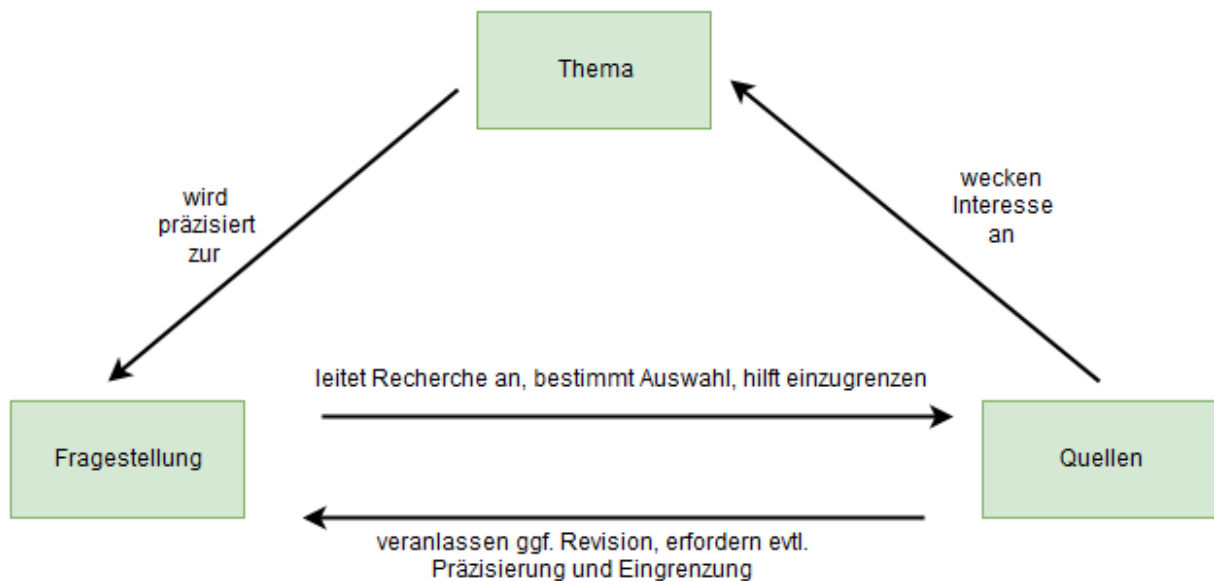 Thema
wird
präzisiert
zur
wecken
Interesse
an
leitet Recherche an, bestimmt Auswahl, hilft einzugrenzen
Fragestellung
Quellen
veranlassen ggf. Revision, erfordern evtl.
Präzisierung und Eingrenzung